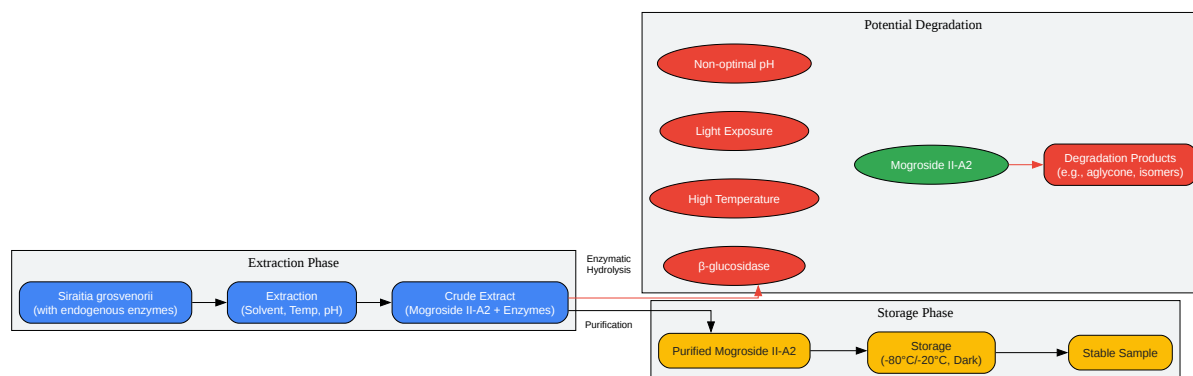 Potential Degradation
Non-optimal pH
Light Exposure
Mogroside II-A2
Degradation Products
(e.g., aglycone, isomers)
High Temperature
β-glucosidase
Enzymatic
Hydrolysis
Extraction Phase
Siraitia grosvenorii
(with endogenous enzymes)
Extraction
(Solvent, Temp, pH)
Crude Extract
(Mogroside II-A2 + Enzymes)
Purification
Storage Phase
Purified Mogroside II-A2
Storage
(-80°C/-20°C, Dark)
Stable Sample